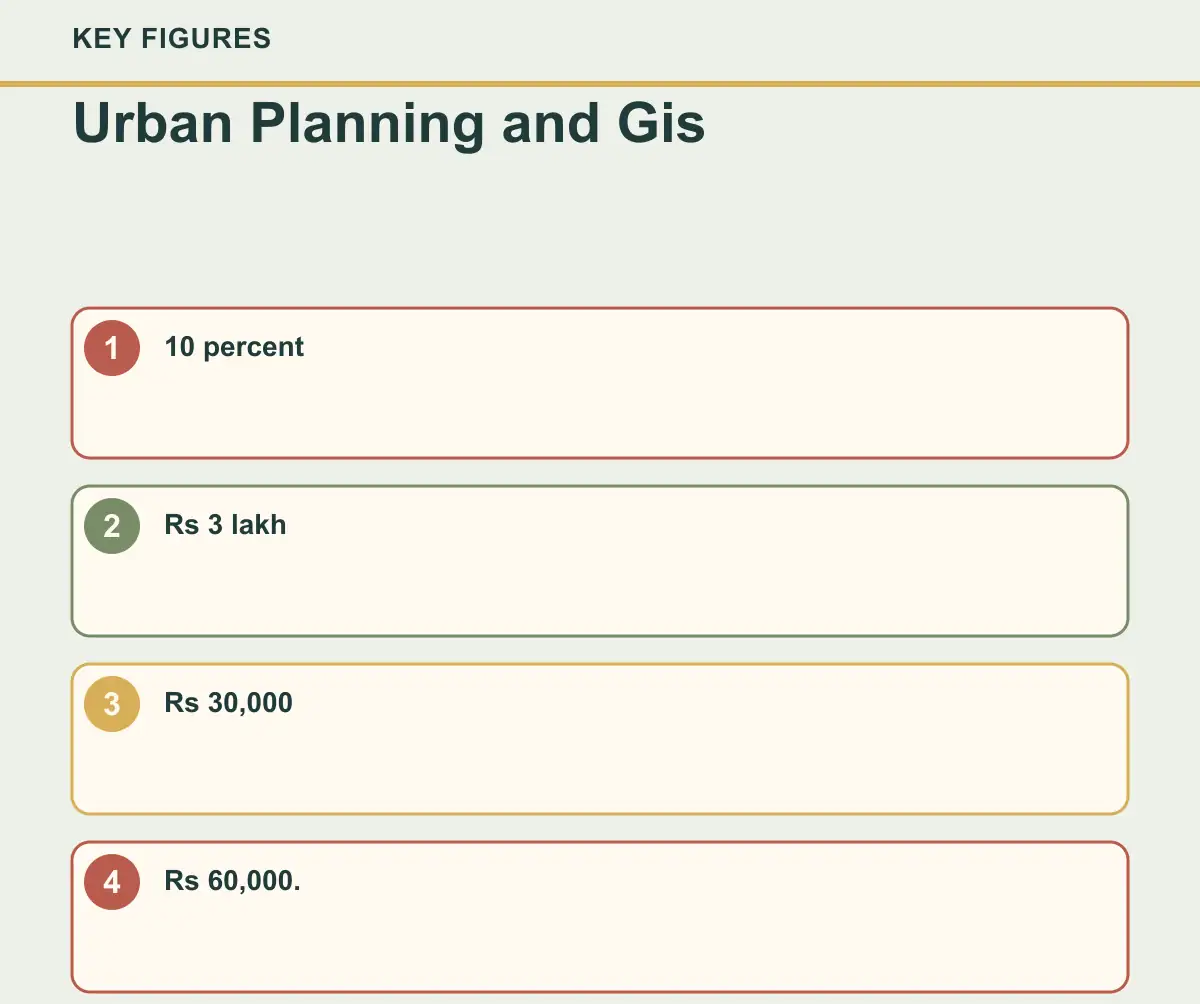 KEY FIGURES
Urban Planning and Gis
1 10 percent
2 Rs 3 lakh
3 Rs 30,000
4 Rs 60,000.